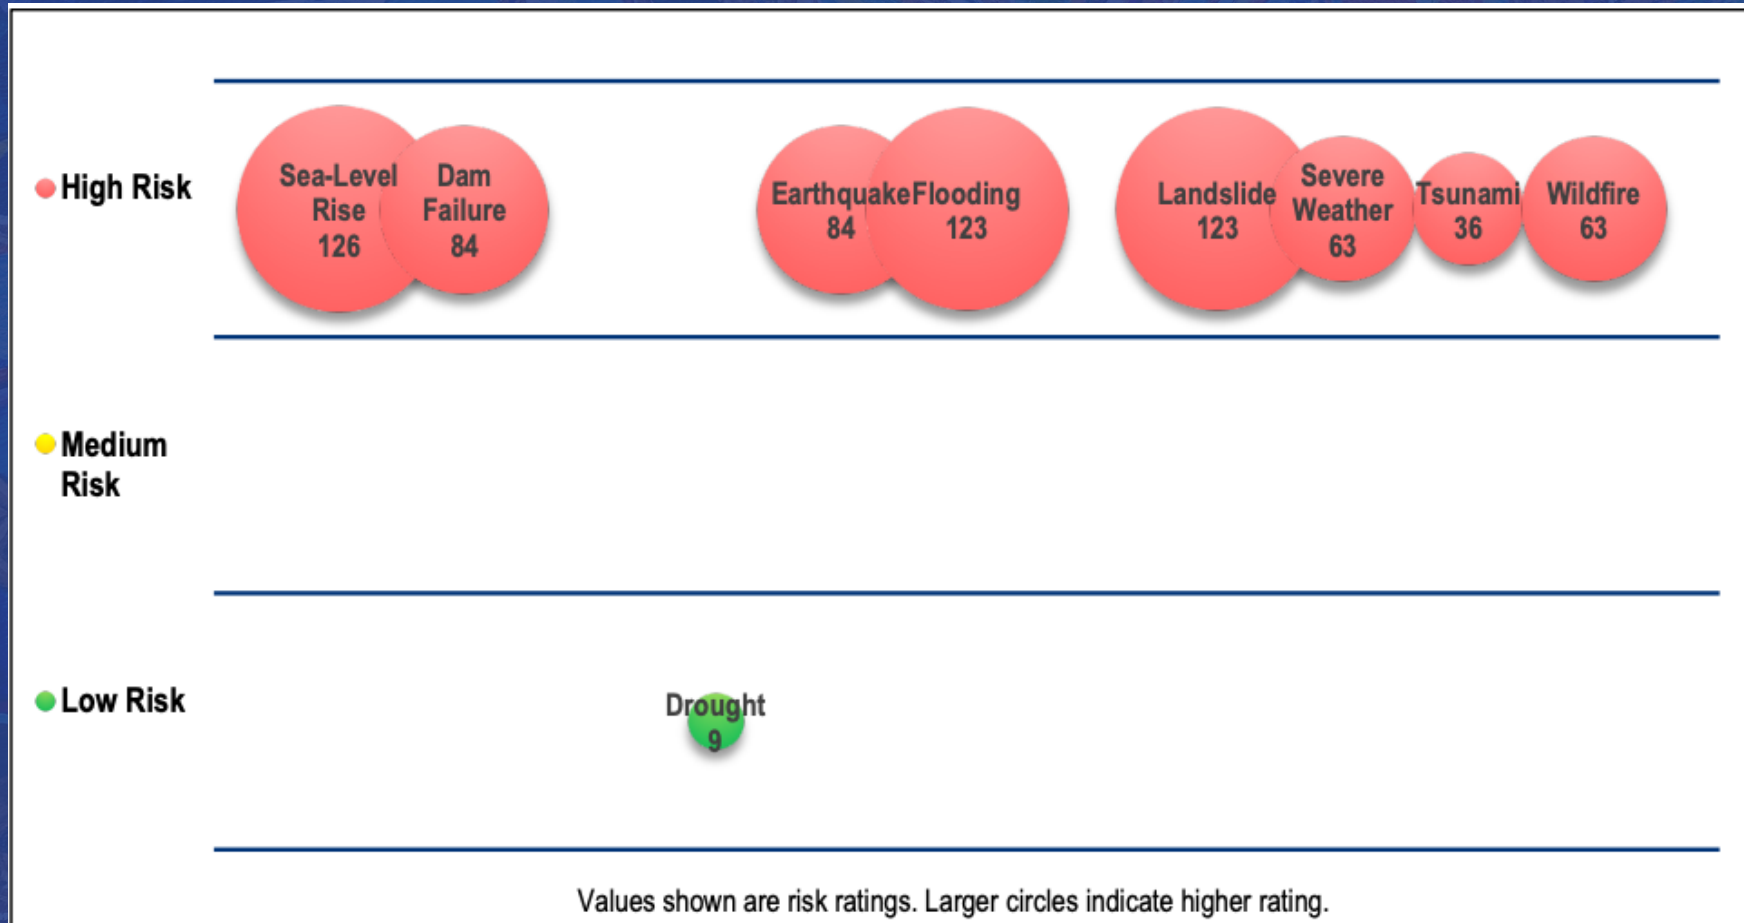 High Risk
Sea-Level
Rise
126
Dam
Failure
84
Earthquake
84
Flooding
123
Landslide
123
Severe
Weather
63
Tsunami
36
Wildfire
63
Medium
Risk
Low Risk
Drought
9
Values shown are risk ratings. Larger circles indicate higher rating.